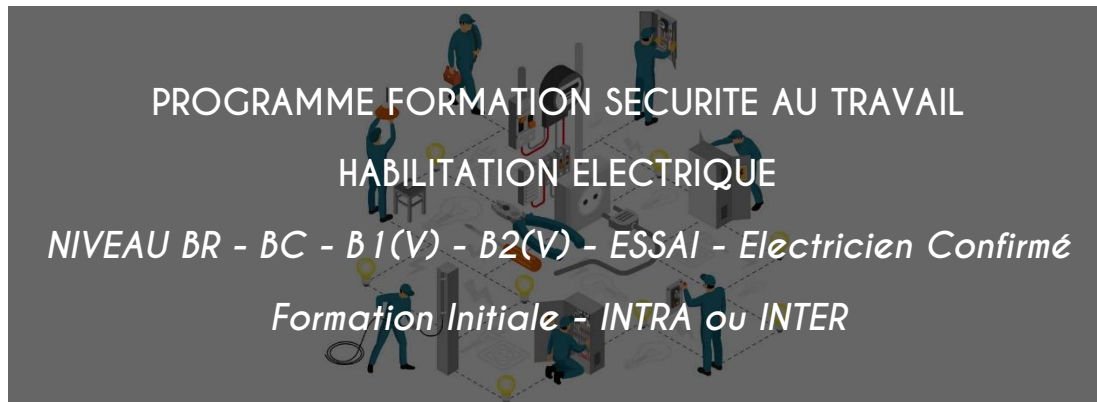 PROGRAMME FORMATION SECURITE AU TRAVAIL
HABILITATION ELECTRIQUE
NIVEAU BR - BC - B1(V) - B2(V) - ESSAI - Electricien Confirmé
Formation Initiale - INTRA ou INTER